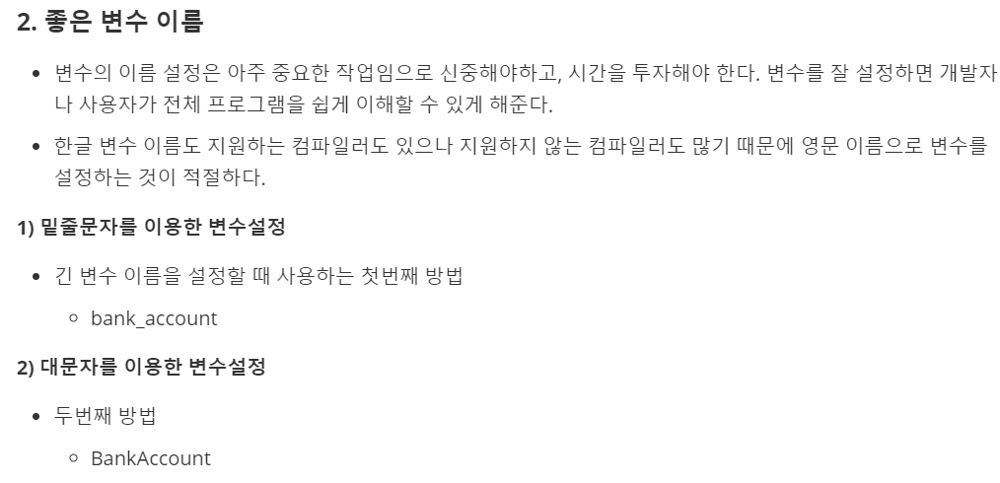 2. 좋은 변수 이름
• 변수의 이름 설정은 아주 중요한 작업임으로 신중해야하고, 시간을 투자해야 한다. 변수를 잘 설정하면 개발자
나 사용자가 전체 프로그램을 쉽게 이해할 수 있게 해준다.
• 한글 변수 이름도 지원하는 컴파일러도 있으나 지원하지 않는 컴파일러도 많기 때문에 영문 이름으로 변수를
설정하는 것이 적절하다.
1) 밑줄문자를 이용한 변수설정
• 긴 변수 이름을 설정할 때 사용하는 첫번째 방법
◦ bank_account
2) 대문자를 이용한 변수설정
• 두번째 방법
◦ BankAccount